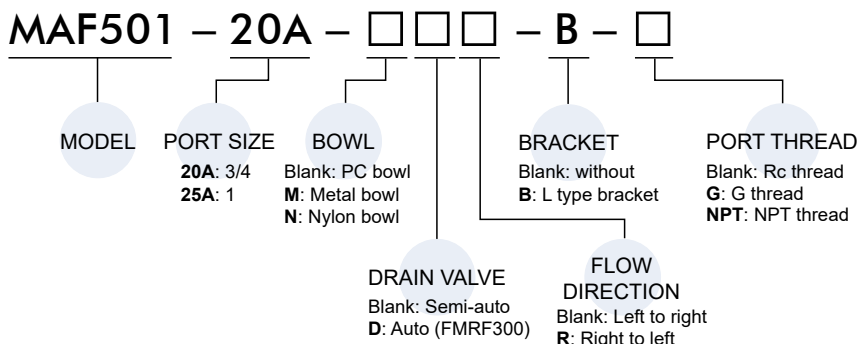 MAF501 – 20A – □□□ – B – □
MODEL
PORT SIZE
20A: 3/4
25A: 1
BOWL
Blank: PC bowl
M: Metal bowl
N: Nylon bowl
BRACKET
Blank: without
B: L type bracket
PORT THREAD
Blank: Rc thread
G: G thread
NPT: NPT thread
DRAIN VALVE
Blank: Semi-auto
D: Auto (FMRF300)
FLOW
DIRECTION
Blank: Left to right
R: Right to left